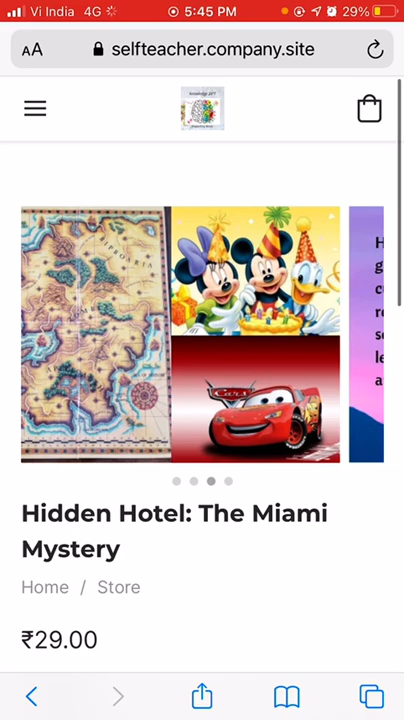 Vi India 4G 5:45 PM 29%
AA selfteacher.company.site
Cars
Hidden Hotel: The Miami
Mystery
Home / Store
₹29.00